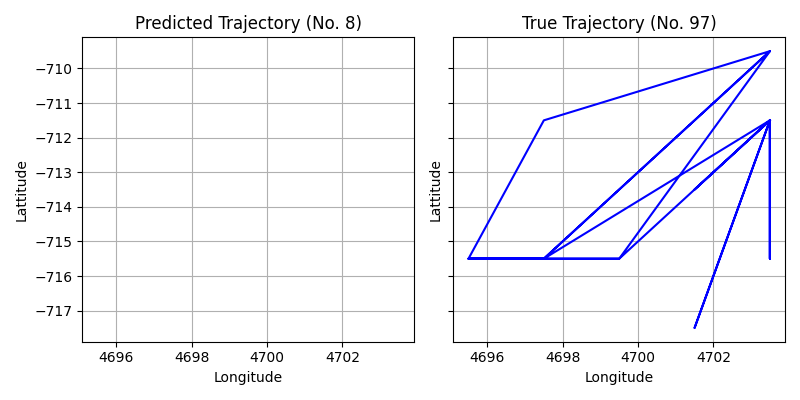 Predicted Trajectory (No. 8)
True Trajectory (No. 97)
−710
−711
−712
−713
−714
−715
−716
−717
Lattitude
Lattitude
4696 4698 4700 4702
4696 4698 4700 4702
Longitude
Longitude